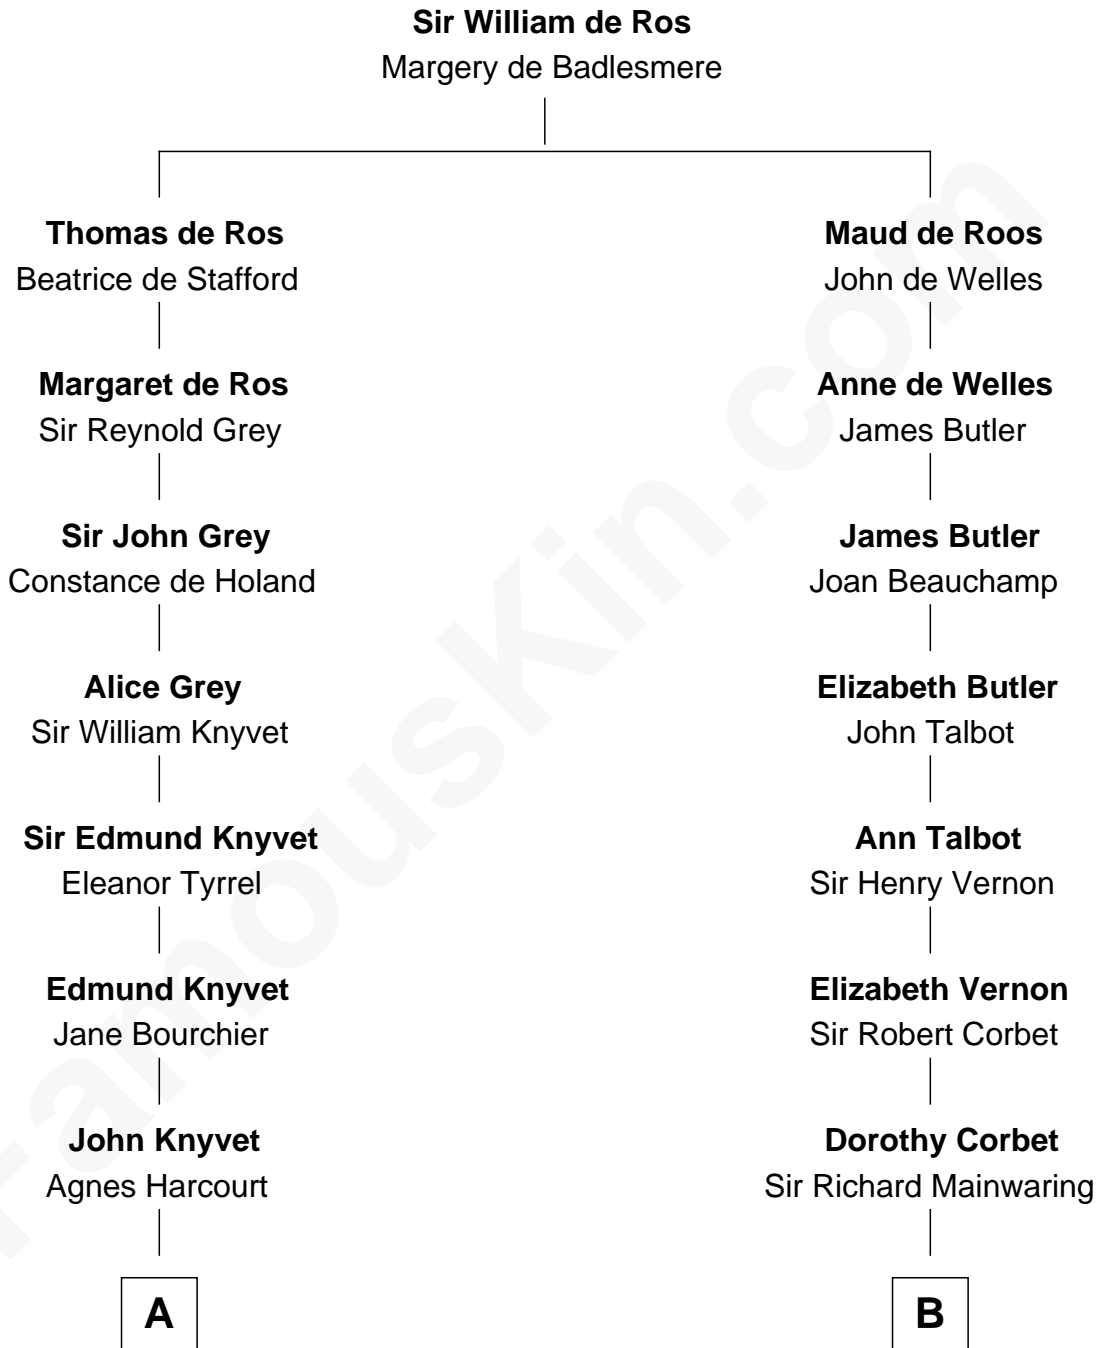 Sir William de Ros
Margery de Badlesmere
Thomas de Ros
Beatrice de Stafford
Margaret de Ros
Sir Reynold Grey
Sir John Grey
Constance de Holand
Alice Grey
Sir William Knyvet
Sir Edmund Knyvet
Eleanor Tyrrel
Edmund Knyvet
Jane Bourchier
John Knyvet
Agnes Harcourt
A
Maud de Roos
John de Welles
Anne de Welles
James Butler
James Butler
Joan Beauchamp
Elizabeth Butler
John Talbot
Ann Talbot
Sir Henry Vernon
Elizabeth Vernon
Sir Robert Corbet
Dorothy Corbet
Sir Richard Mainwaring
B
FamousKin.com